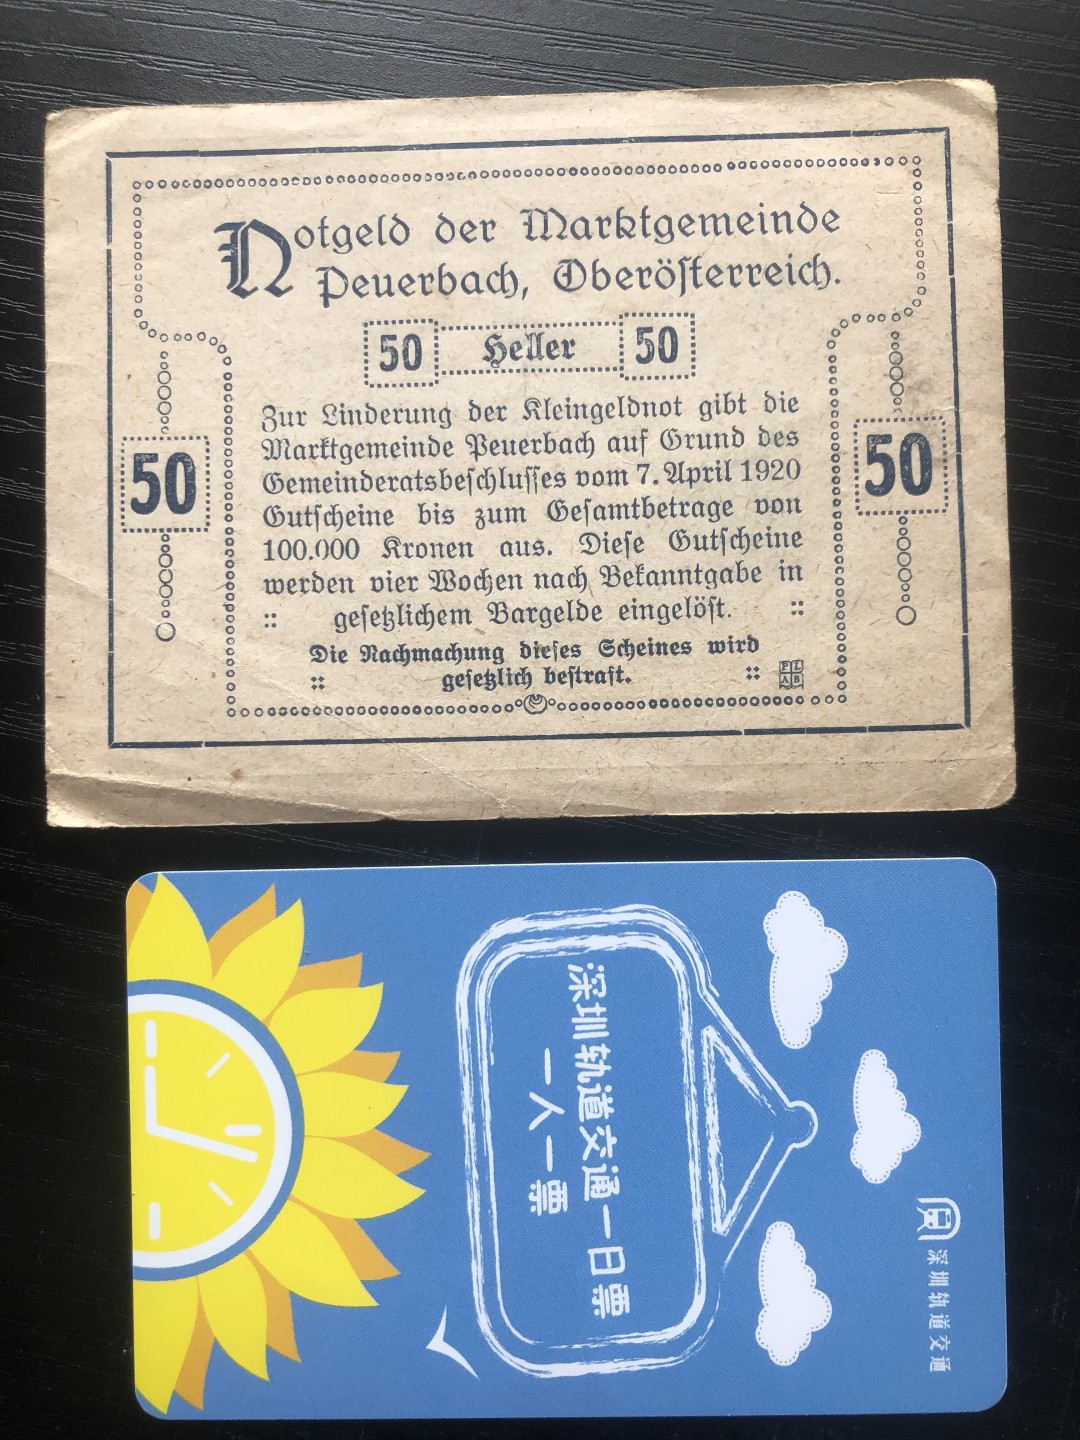 Notgeld der Marktgemeinde
Peuerbach, Oberösterreich.
50 Heller 50
50
50
Zur Linderung der Kleingeldnot gibt die
Marktgemeinde Peuerbach auf Grund des
Gemeinderatsbeschlusses vom 7. April 1920
Gutscheine bis zum Gesamtbetrage von
100.000 Kronen aus. Diese Gutscheine
werden vier Wochen nach Bekanntgabe in
:: gesetzlichem Bargelde eingelöst. ::
Die Nachmachung dieses Scheines wird
:: gesetzlich bestraft. ::
FL
AB
深圳轨道交通
深圳轨道交通一日票
一人一票